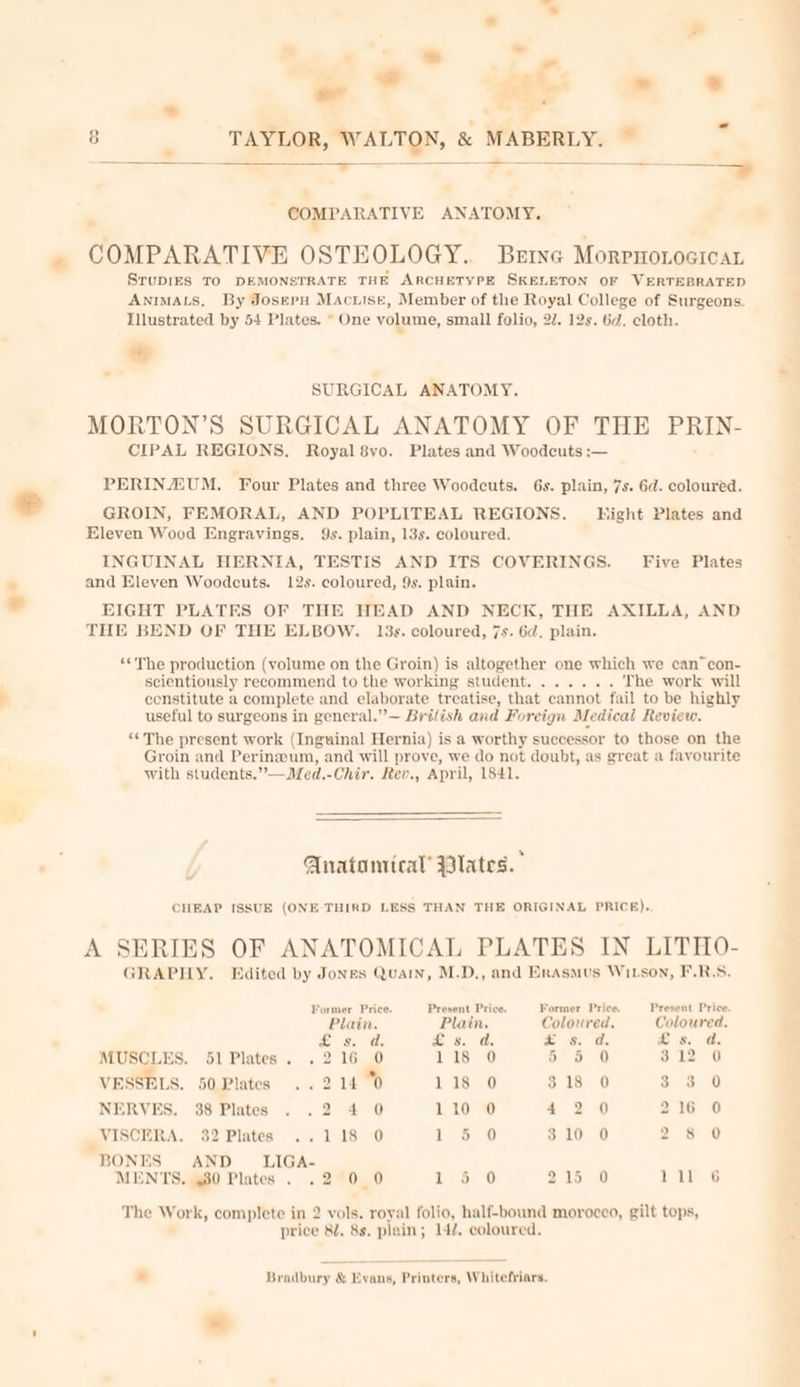 8 TAYLOR, WALTON, & MABERLY.
COMPARATIVE ANATOMY.
COMPARATIVE OSTEOLOGY. BEING MORPHOLOGICAL
STUDIES TO DEMONSTRATE THE ARCHETYPE SKELETON OF VERTEBRATED
ANIMALS. By JOSEPH MACLISE, Member of the Royal College of Surgeons.
Illustrated by 54 Plates. One volume, small folio, 2l. 12s. 6d. cloth.
SURGICAL ANATOMY.
MORTON'S SURGICAL ANATOMY OF THE PRIN-
CIPAL REGIONS. Royal 8vo. Plates and Woodcuts:—
PERINÆUM. Four Plates and three Woodcuts. 6s. plain, 7s. 6d. coloured.
GROIN, FEMORAL, AND POPLITEAL REGIONS. Eight Plates and
Eleven Wood Engravings. 9s. plain, 13s. coloured.
INGUINAL HERNIA, TESTIS AND ITS COVERINGS. Five Plates
and Eleven Woodcuts. 12s. coloured, 9s. plain.
EIGHT PLATES OF THE HEAD AND NECK, THE AXILLA, AND
THE BEND OF THE ELBOW. 13s. coloured, 7s. 6d. plain.
"The production (volume on the Groin) is altogether one which we can con-
scientiously recommend to the working student. . . . . . . The work will
constitute a complete and elaborate treatise, that cannot fail to be highly
useful to surgeons in general."—British and Foreign Medical Review.
"The present work (Inguinal Hernia) is a worthy successor to those on the
Groin and Perinæum, and will prove, we do not doubt, as great a favourite
with students."—Med.-Chir. Rev., April, 1841.
Anatomical Plates.
CHEAP ISSUE (ONE THIRD LESS THAN THE ORIGINAL PRICE).
A SERIES OF ANATOMICAL PLATES IN LITHO-
GRAPHY. Edited by JONES QUAIN, M.D., and ERASMUS WILSON, F.R.S.
Former Price. Present Price. Former Price. Present Price.
Plain. Plain. Coloured. Coloured.
£ s. d. £ s. d. £ s. d. £ s. d.
MUSCLES. 51 Plates . . 2 16 0 1 18 0 5 5 0 3 12 0
VESSELS. 50 Plates . . 2 14 0 1 18 0 3 18 0 3 3 0
NERVES. 38 Plates . . 2 4 0 1 10 0 4 2 0 2 16 0
VISCERA. 32 Plates . . 1 18 0 1 5 0 3 10 0 2 8 0
BONES AND LIGA-
MENTS. 30 Plates . . 2 0 0 1 5 0 2 15 0 1 11 6
The Work, complete in 2 vols. royal folio, half-bound morocco, gilt tops,
price 8l. 8s. plain; 14l. coloured.
Bradbury & Evans, Printers, Whitefriars.